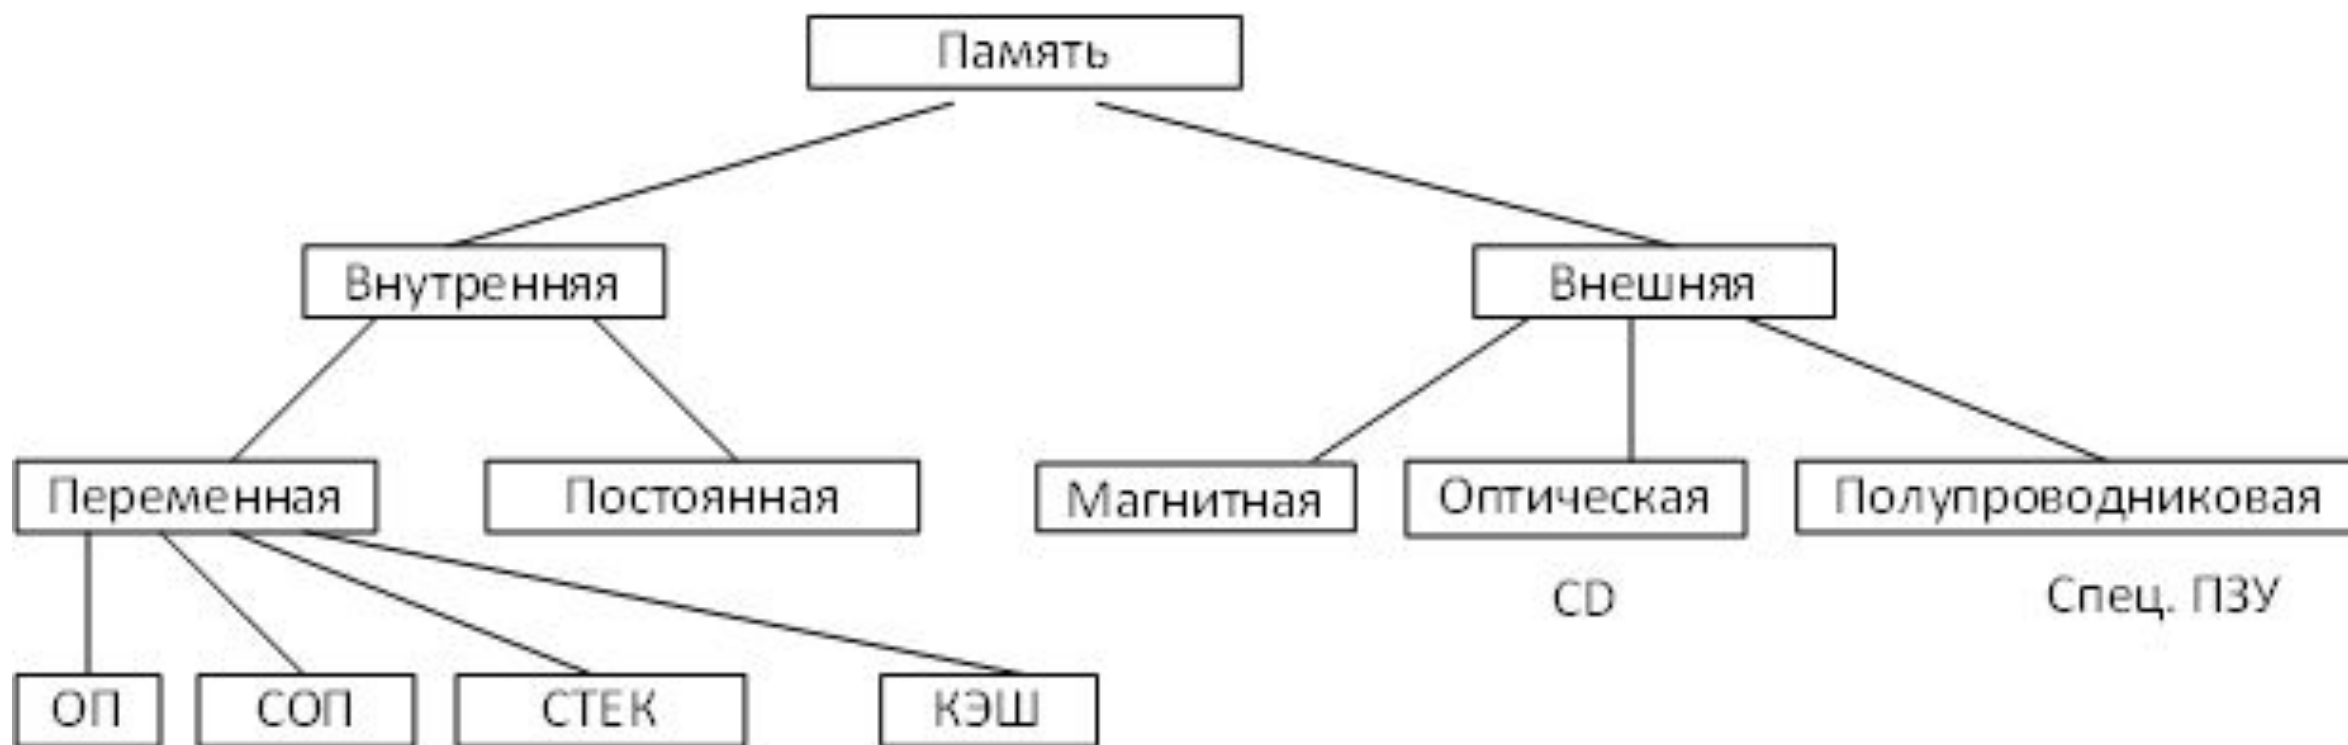 Память
Внутренняя
Внешняя
Переменная
Постоянная
Магнитная
Оптическая
Полупроводниковая
CD
Спец. ПЗУ
ОП
СОП
СТЕК
КЭШ